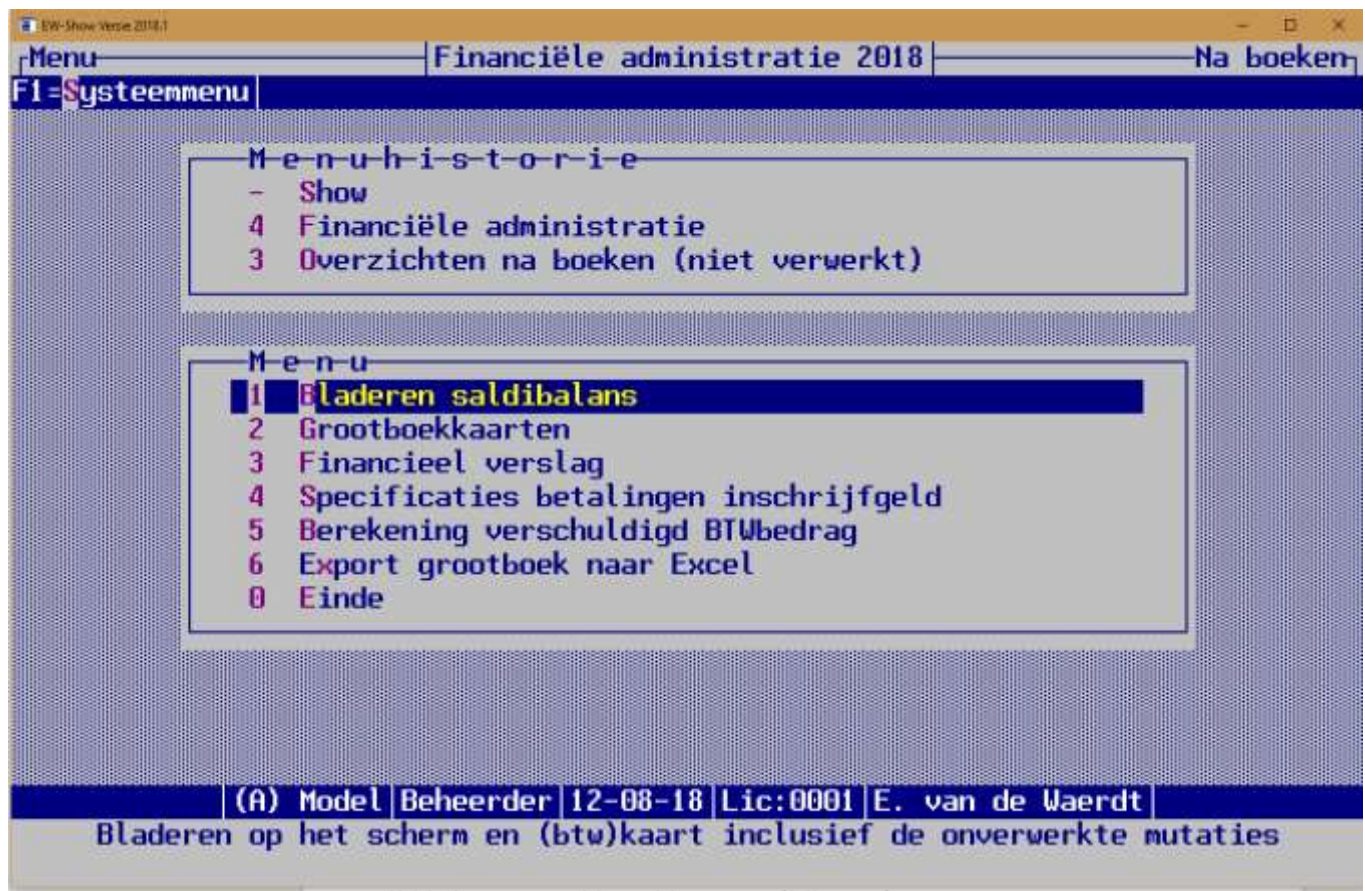 EW-Show Versie 2018.1
Menu Financiële administratie 2018 Na boeken
F1=Systeemmenu
Menuhistorie
- Show
4 Financiële administratie
3 Overzichten na boeken (niet verwerkt)
Menu
1 Bladeren saldibalans
2 Grootboekkaarten
3 Financieel verslag
4 Specificaties betalingen inschrijfgeld
5 Berekening verschuldigd BTWbedrag
6 Export grootboek naar Excel
0 Einde
(A) Model|Beheerder|12-08-18|Lic:0001|E. van de Waerdt|
Bladeren op het scherm en (btw)kaart inclusief de onverwerkte mutaties